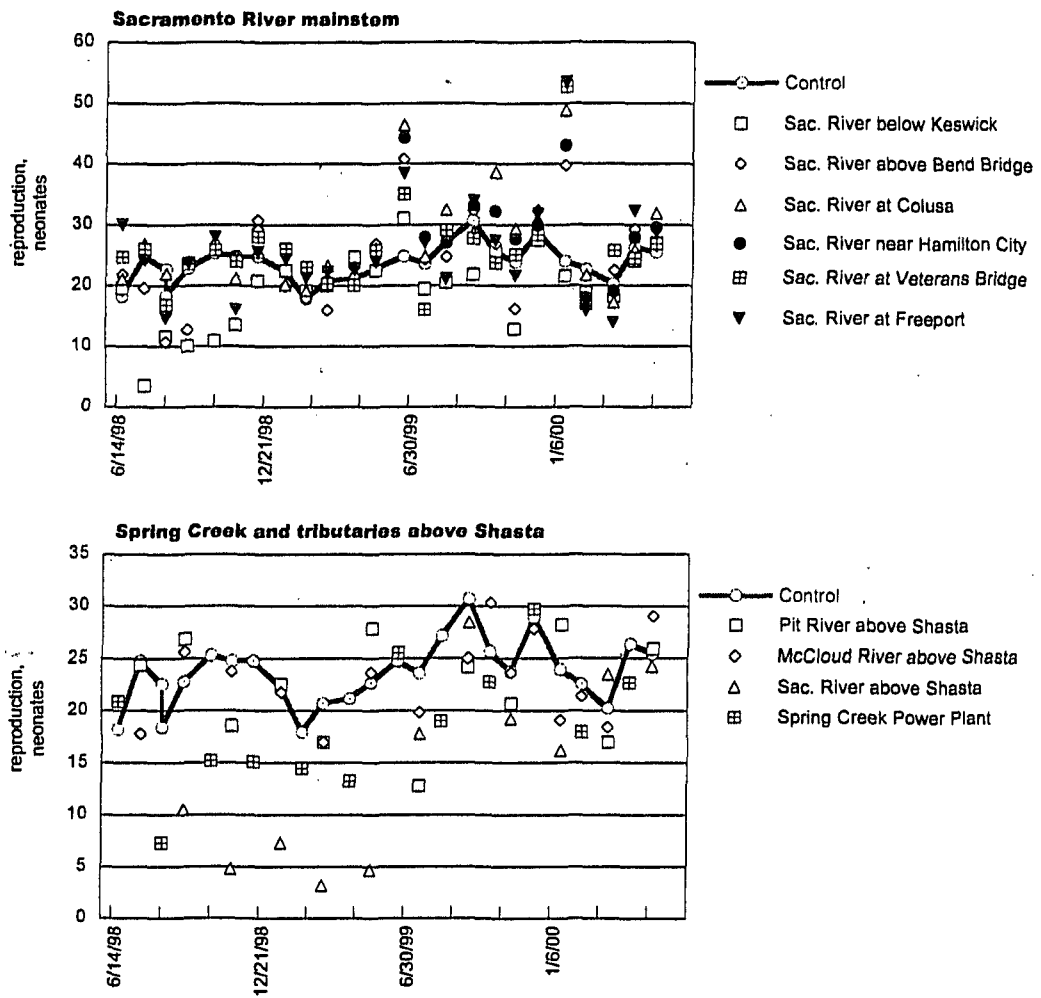 Sacramento River mainstem
60
50
40
30
20
10
0
reproduction,
neonates
6/14/98
12/21/98
6/30/99
1/6/00
Control
Sac. River below Keswick
Sac. River above Bend Bridge
Sac. River at Colusa
Sac. River near Hamilton City
Sac. River at Veterans Bridge
Sac. River at Freeport
Spring Creek and tributaries above Shasta
35
30
25
20
15
10
5
0
reproduction,
neonates
6/14/98
12/21/98
6/30/99
1/6/00
Control
Pit River above Shasta
McCloud River above Shasta
Sac. River above Shasta
Spring Creek Power Plant